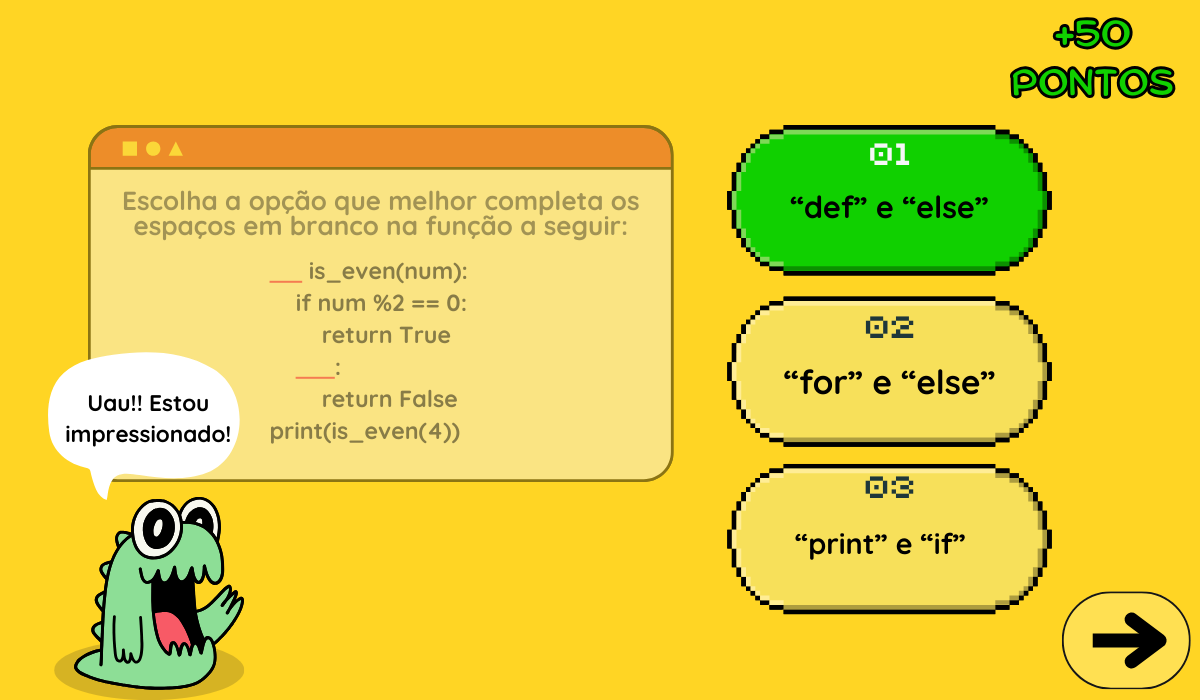 +50
PONTOS
Escolha a opção que melhor completa os
espaços em branco na função a seguir:
___ is_even(num):
if num %2 == 0:
return True
___:
return False
print(is_even(4))
Uau!! Estou
impressionado!
01
“def” e “else”
02
“for” e “else”
03
“print” e “if”